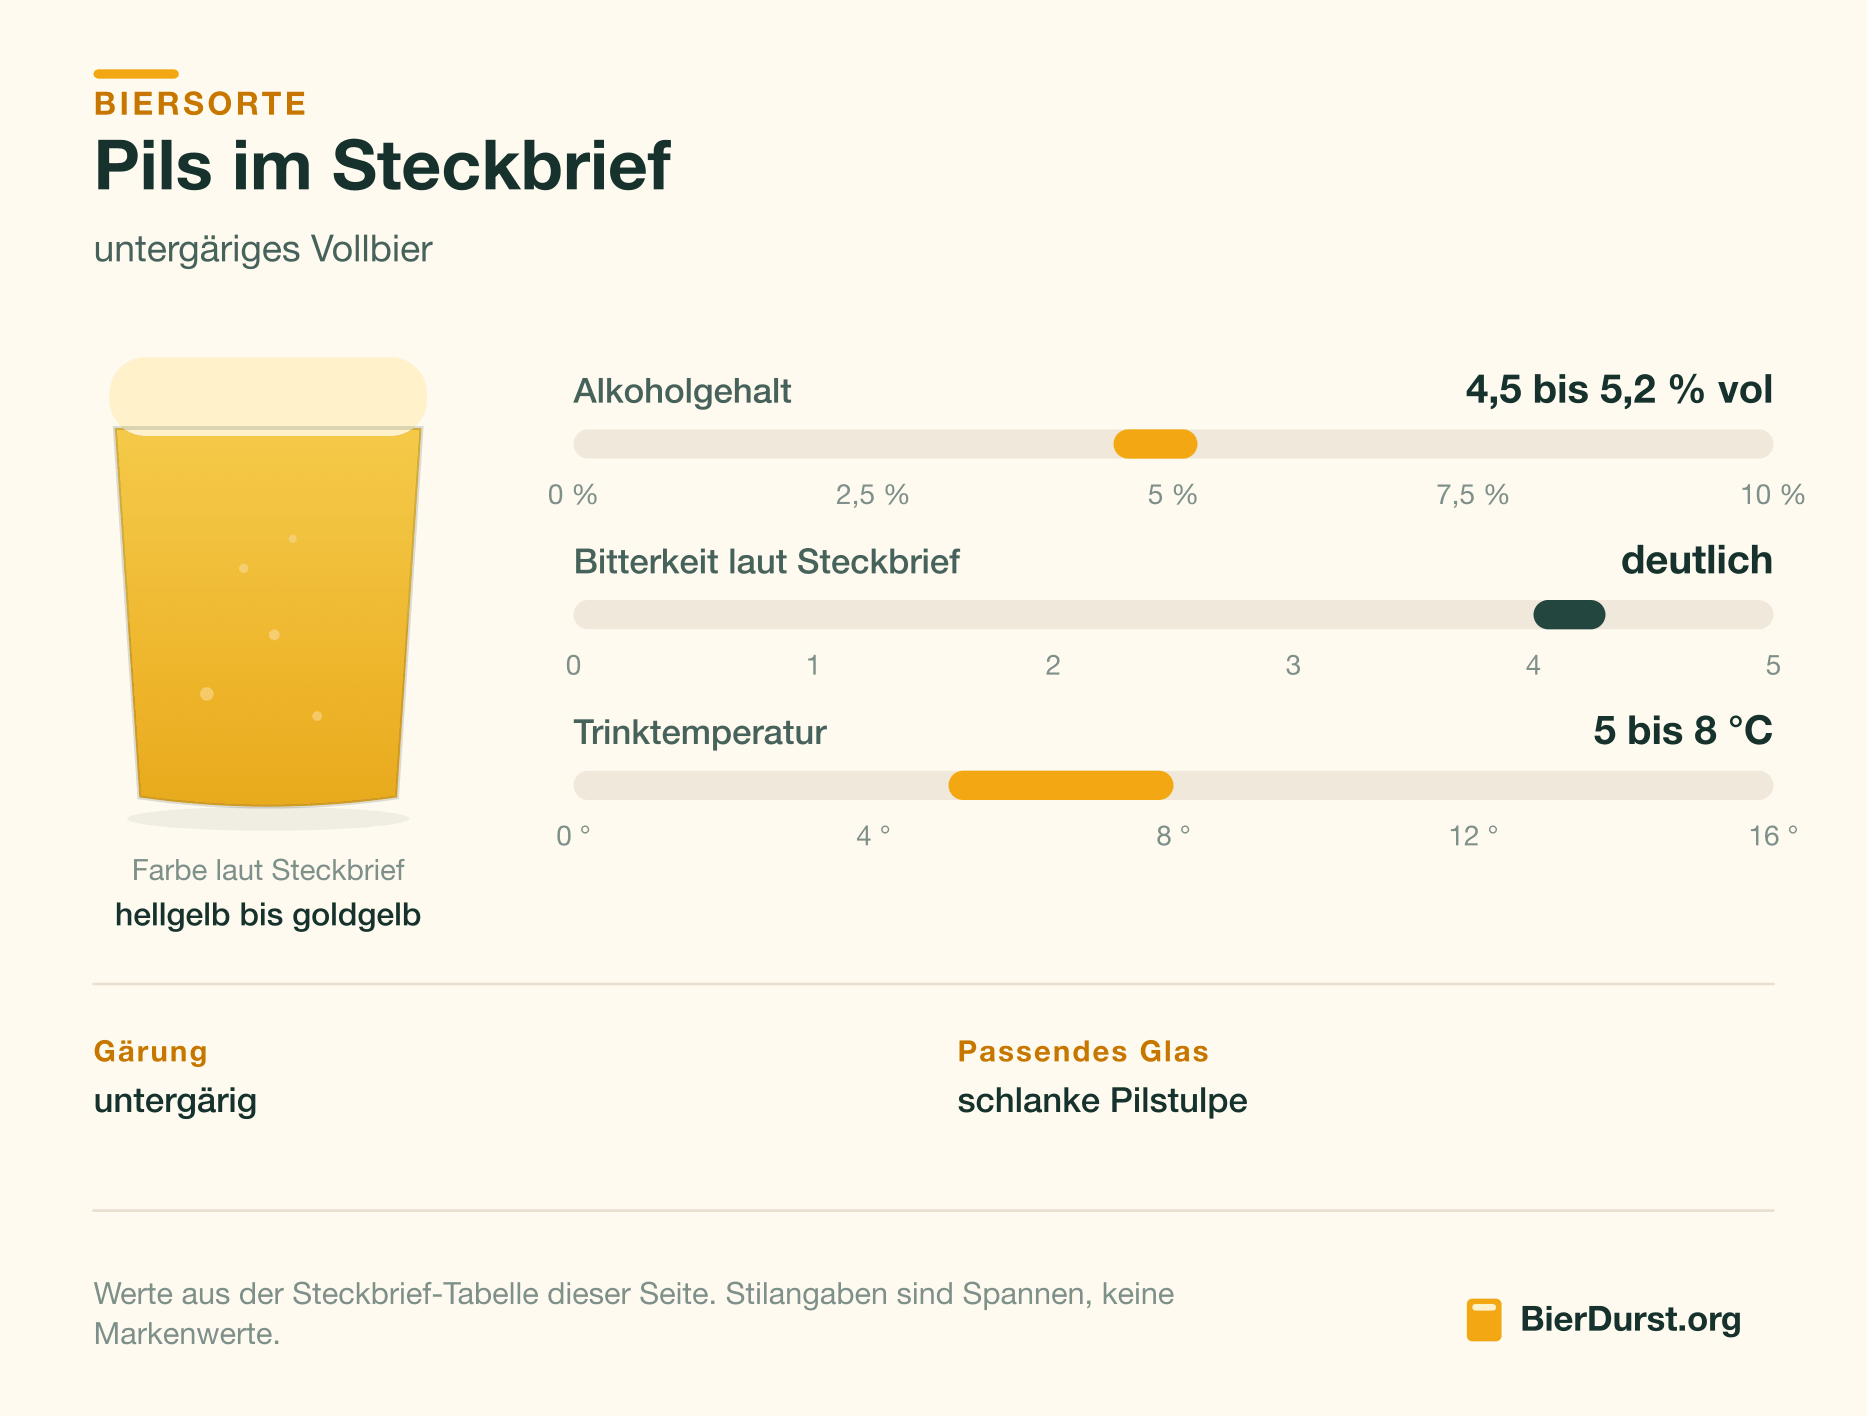 BIERSORTE
Pils im Steckbrief
untergäriges Vollbier
Alkoholgehalt
4,5 bis 5,2 % vol
0 %
2,5 %
5 %
7,5 %
10 %
Bitterkeit laut Steckbrief
deutlich
0
1
2
3
4
5
Trinktemperatur
5 bis 8 °C
0 °
4 °
8 °
12 °
16 °
Farbe laut Steckbrief
hellgelb bis goldgelb
Gärung
untergärig
Passendes Glas
schlanke Pilstulpe
Werte aus der Steckbrief-Tabelle dieser Seite. Stilangaben sind Spannen, keine
Markenwerte.
BierDurst.org